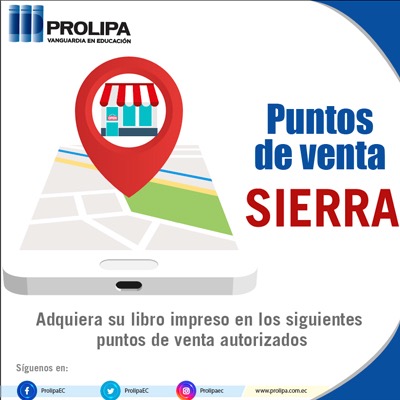 PROLIPA
VANGUARDIA EN EDUCACIÓN
Puntos
de venta
SIERRA
Adquiera su libro impreso en los siguientes
puntos de venta autorizados
Síguenos en:
ProlipaEC
ProlipaEC
Prolipaec
www.prolipa.com.ec